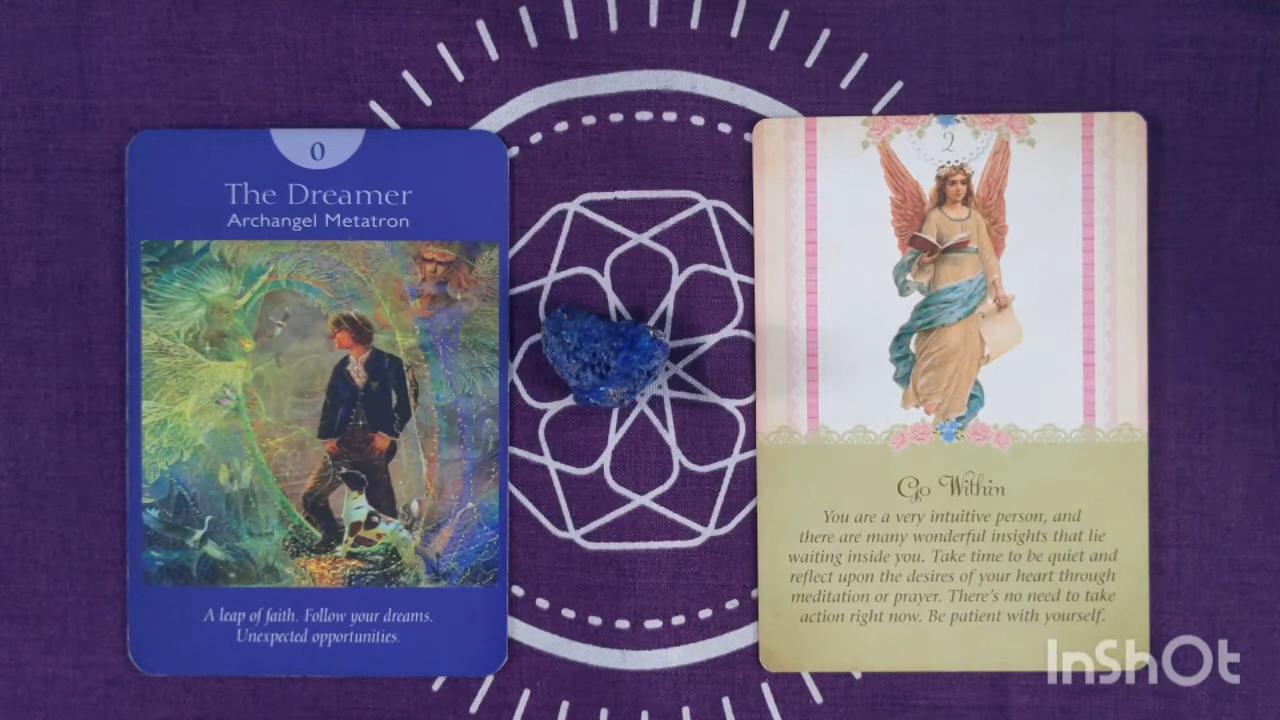 0
The Dreamer
Archangel Metatron
A leap of faith. Follow your dreams.
Unexpected opportunities.
2
Go Within
You are a very intuitive person, and
there are many wonderful insights that lie
waiting inside you. Take time to be quiet and
reflect upon the desires of your heart through
meditation or prayer. There's no need to take
action right now. Be patient with yourself.
InShOt